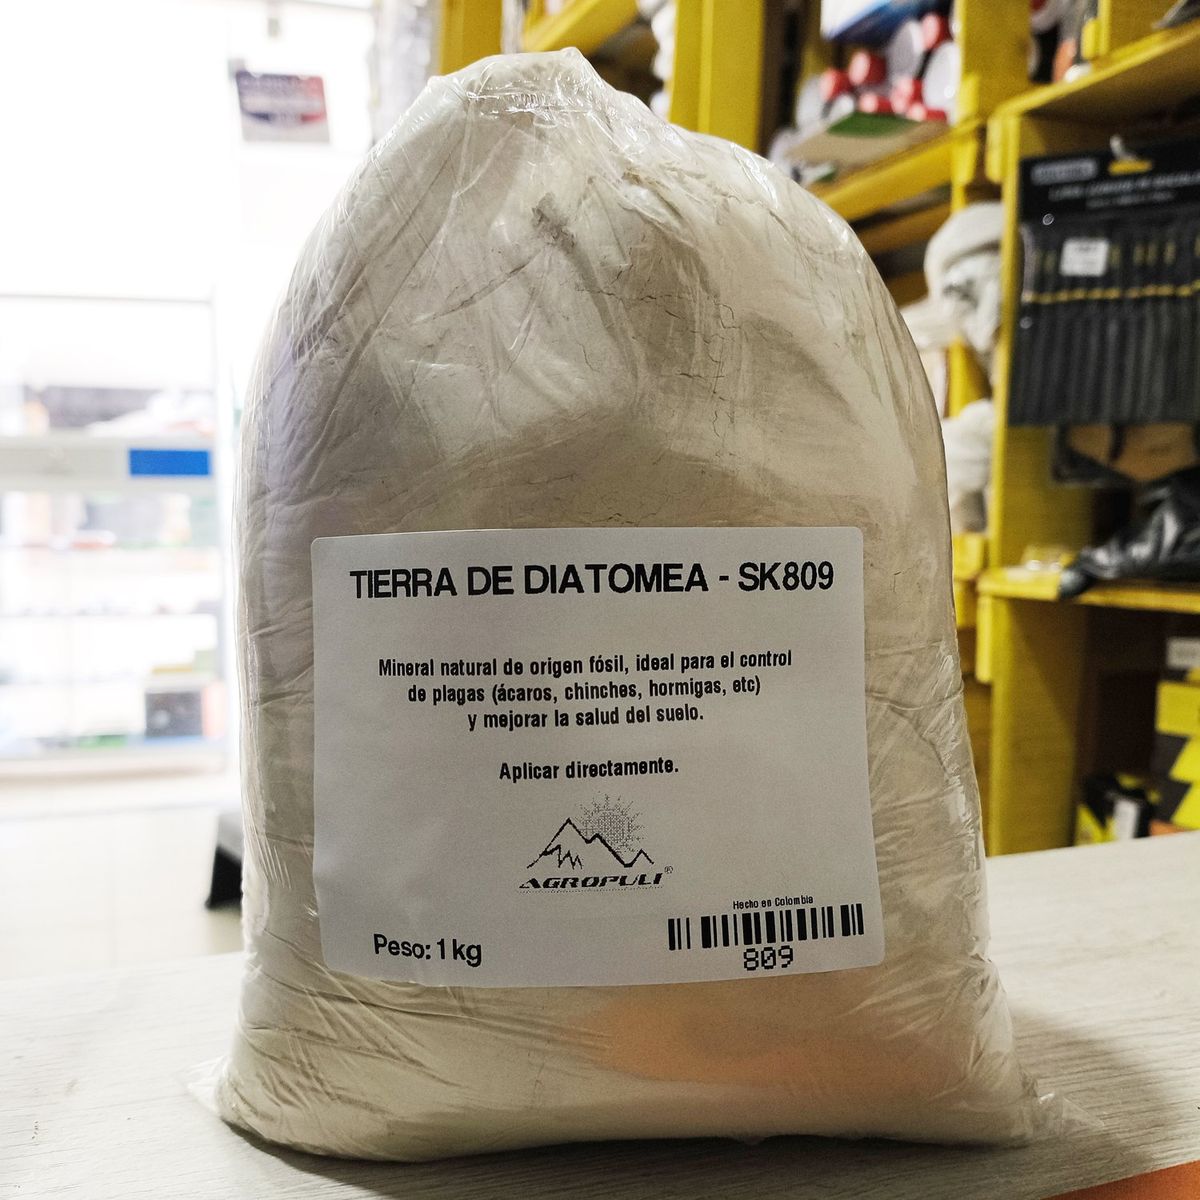 TIERRA DE DIATOMEA - SK809
Mineral natural de origen fósil, ideal para el control
de plagas (ácaros, chinches, hormigas, etc)
y mejorar la salud del suelo.
Aplicar directamente.
AGROPULI®
Hecho en Colombia
Peso: 1 kg
809